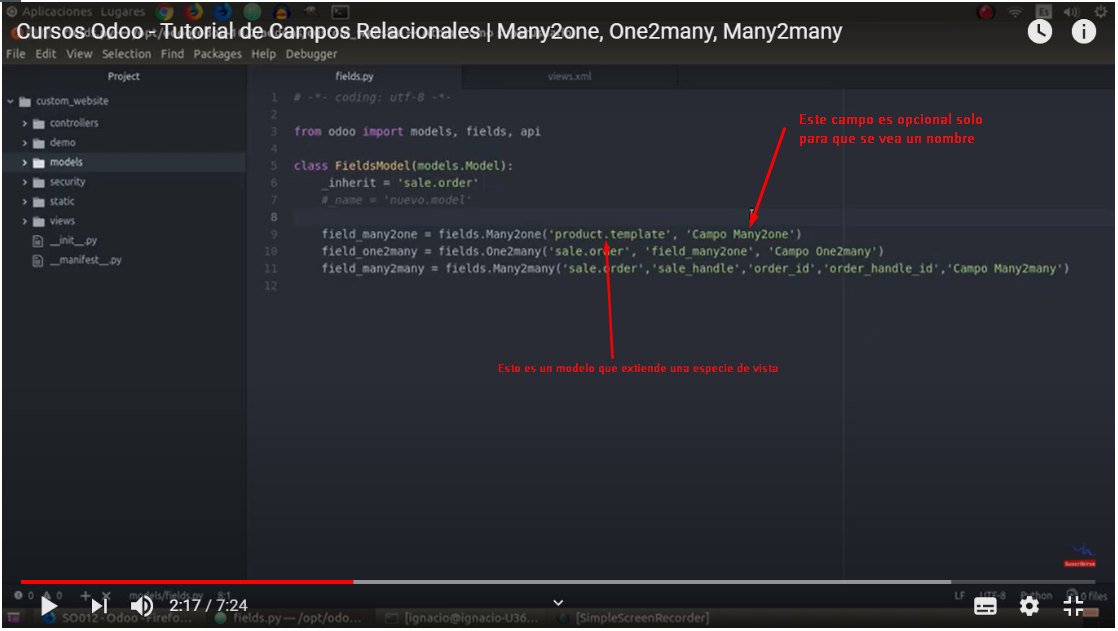 Aplicaciones Lugares
Cursos Odoo - Tutorial de Campos Relacionales | Many2one, One2many, Many2many
File Edit View Selection Find Packages Help Debugger
Project
fields.py
views.xml
custom_website
controllers
demo
models
security
static
views
__init__.py
__manifest__.py
1 # -*- coding: utf-8 -*-
2
3 from odoo import models, fields, api
4
5 class FieldsModel(models.Model):
6 _inherit = 'sale.order'
7 #_name = 'nuevo.model'
8
9 field_many2one = fields.Many2one('product.template', 'Campo Many2one')
10 field_one2many = fields.One2many('sale.order', 'field_many2one', 'Campo One2many')
11 field_many2many = fields.Many2many('sale.order','sale_handle','order_id','order_handle_id','Campo Many2many')
12
Este campo es opcional solo
para que se vea un nombre
Esto es un modelo que extiende una especie de vista
Suscribirse
0 0 models/fields.py 8:1
LF UTF-8 Python 0 files
2:17 / 7:24
SO012 - Odoo - Firefo...
fields.py — /opt/odoo...
[ignacio@ignacio-U36...
[SimpleScreenRecorder]